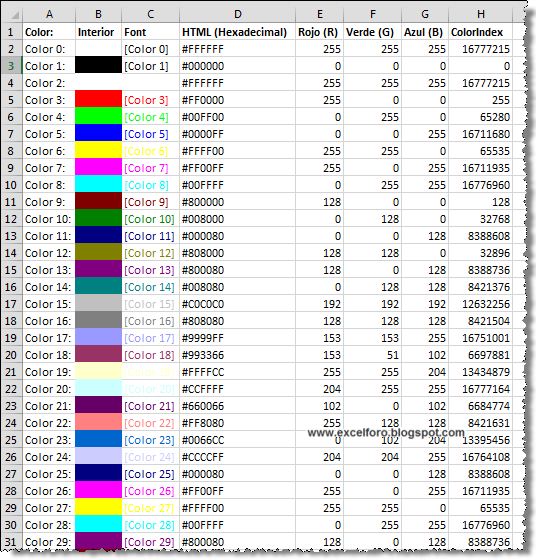 A B C D E F G H
1 Color: Interior Font HTML (Hexadecimal) Rojo (R) Verde (G) Azul (B) ColorIndex
2 Color 0: [Color 0] #FFFFFF 255 255 255 16777215
3 Color 1: [Color 1] #000000 0 0 0 0
4 Color 2: #FFFFFF 255 255 255 16777215
5 Color 3: [Color 3] #FF0000 255 0 0 255
6 Color 4: [Color 4] #00FF00 0 255 0 65280
7 Color 5: [Color 5] #0000FF 0 0 255 16711680
8 Color 6: [Color 6] #FFFF00 255 255 0 65535
9 Color 7: [Color 7] #FF00FF 255 0 255 16711935
10 Color 8: [Color 8] #00FFFF 0 255 255 16776960
11 Color 9: [Color 9] #800000 128 0 0 128
12 Color 10: [Color 10] #008000 0 128 0 32768
13 Color 11: [Color 11] #000080 0 0 128 8388608
14 Color 12: [Color 12] #808000 128 128 0 32896
15 Color 13: [Color 13] #800080 128 0 128 8388736
16 Color 14: [Color 14] #008080 0 128 128 8421376
17 Color 15: [Color 15] #C0C0C0 192 192 192 12632256
18 Color 16: [Color 16] #808080 128 128 128 8421504
19 Color 17: [Color 17] #9999FF 153 153 255 16751001
20 Color 18: [Color 18] #993366 153 51 102 6697881
21 Color 19: #FFFFCC 255 255 204 13434879
22 Color 20: [Color 20] #CCFFFF 204 255 255 16777164
23 Color 21: [Color 21] #660066 102 0 102 6684774
24 Color 22: [Color 22] #FF8080 255 128 128 8421631
www.excelforo.blogspot.com
25 Color 23: [Color 23] #0066CC 0 102 204 13395456
26 Color 24: [Color 24] #CCCCFF 204 204 255 16764108
27 Color 25: [Color 25] #000080 0 0 128 8388608
28 Color 26: [Color 26] #FF00FF 255 0 255 16711935
29 Color 27: [Color 27] #FFFF00 255 255 0 65535
30 Color 28: [Color 28] #00FFFF 0 255 255 16776960
31 Color 29: [Color 29] #800080 128 0 128 8388736